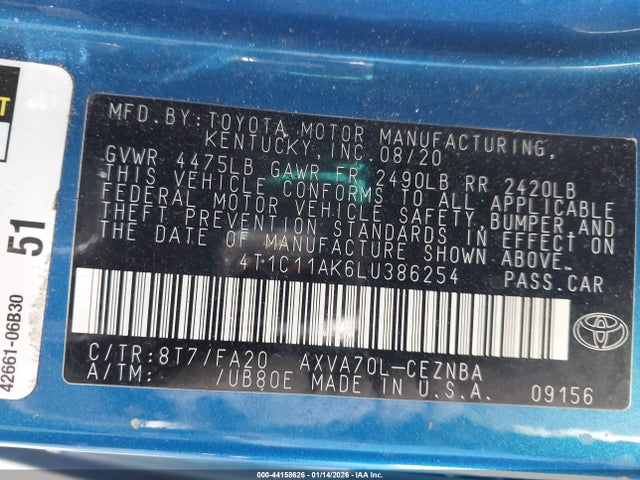 MFD.BY:TOYOTA MOTOR MANUFACTURING,
KENTUCKY, INC.08/20
GVWR 4475LB GAWR FR 2490LB RR 2420LB
THIS VEHICLE CONFORMS TO ALL APPLICABLE
FEDERAL MOTOR VEHICLE SAFETY,BUMPER,AND
THEFT PREVENTION STANDARDS IN EFFECT ON
THE DATE OF MANUFACTURE SHOWN ABOVE.
4T1C11AK6LU386254 PASS.CAR
C/TR:8T7/FA20 AXVA70L-CEZNBA
A/TM: /UB80E MADE IN U.S.A. 09156
TOYOTA
42661-06B30 51
000-44158626 - 01/14/2026 - IAA Inc.